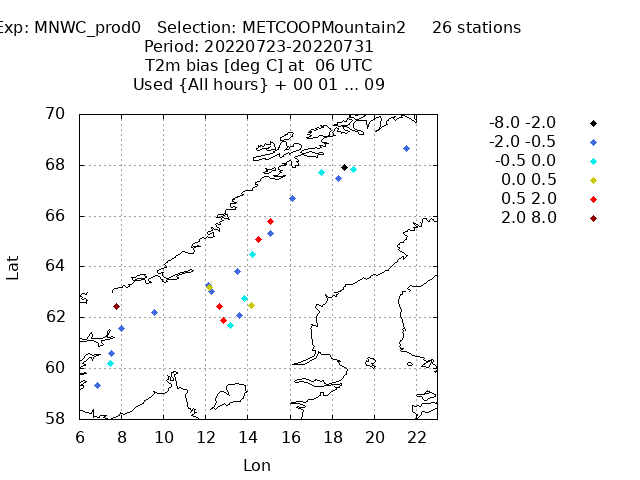 Exp: MNWC_prod0 Selection: METCOOPMountain2 26 stations
Period: 20220723-20220731
T2m bias [deg C] at 06 UTC
Used {All hours} + 00 01 ... 09
70
68
66
64
62
60
58
6 8 10 12 14 16 18 20 22
Lat
Lon
-8.0 -2.0
-2.0 -0.5
-0.5 0.0
0.0 0.5
0.5 2.0
2.0 8.0